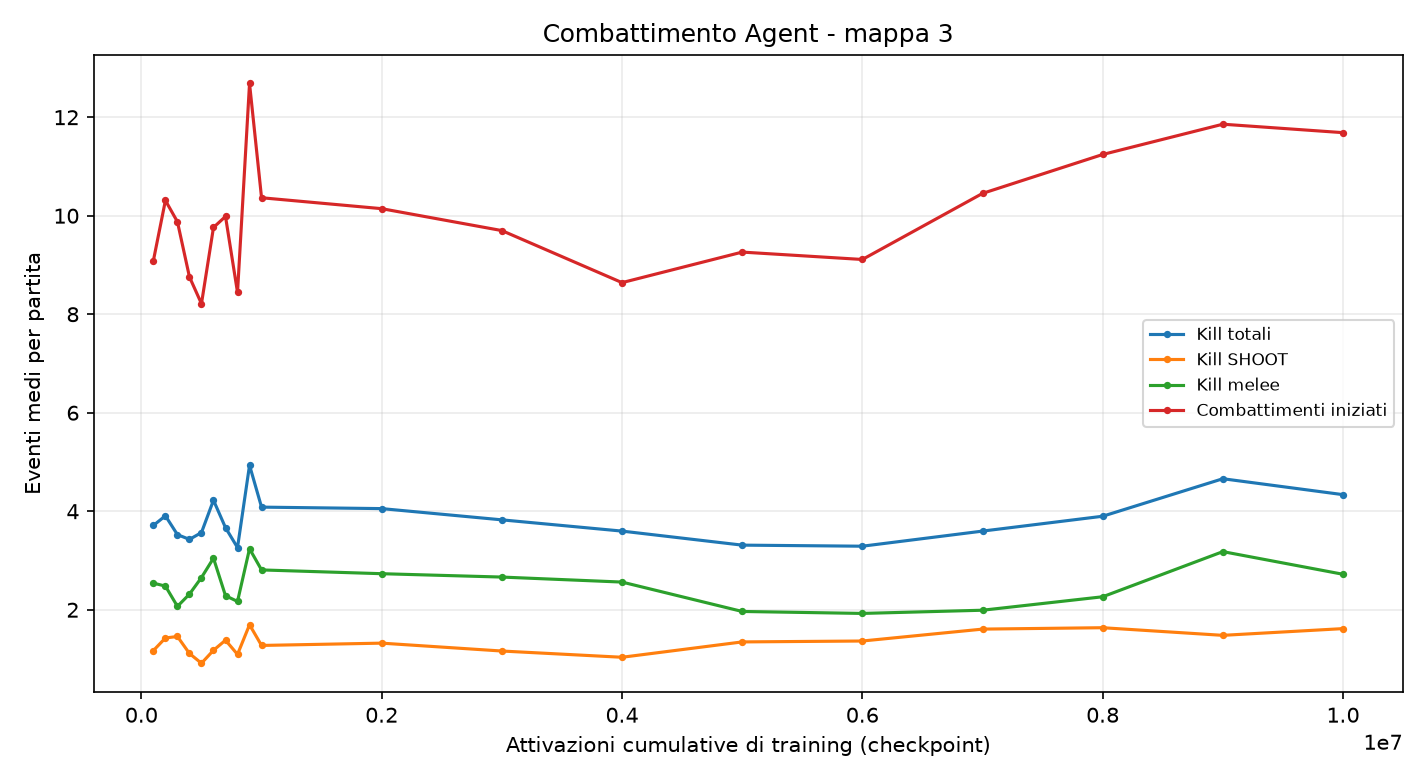 Combattimento Agent - mappa 3
Eventi medi per partita
12
10
8
6
4
2
Kill totali
Kill SHOOT
Kill melee
Combattimenti iniziati
0.0 0.2 0.4 0.6 0.8 1.0
1e7
Attivazioni cumulative di training (checkpoint)